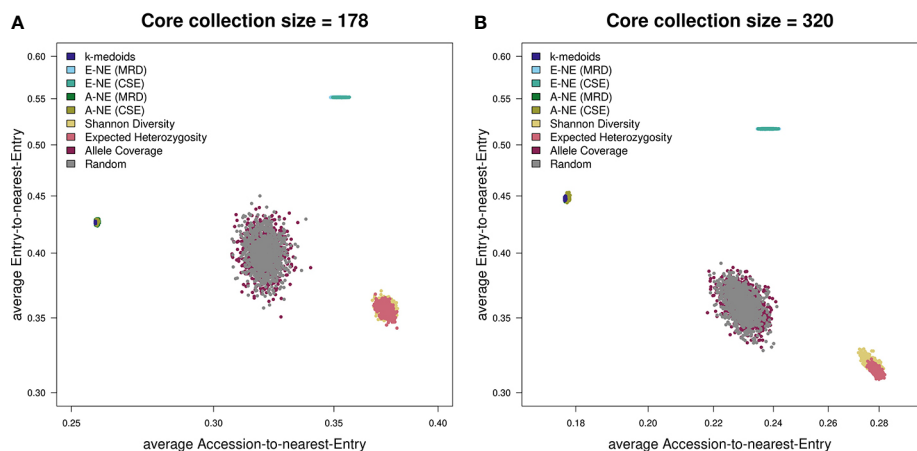 A
Core collection size = 178
average Entry-to-nearest-Entry
0.60
0.55
0.50
0.45
0.40
0.35
0.30
k-medoids
E-NE (MRD)
E-NE (CSE)
A-NE (MRD)
A-NE (CSE)
Shannon Diversity
Expected Heterozygosity
Allele Coverage
Random
0.25
0.30
0.35
0.40
average Accession-to-nearest-Entry
B
Core collection size = 320
average Entry-to-nearest-Entry
0.60
0.55
0.50
0.45
0.40
0.35
0.30
k-medoids
E-NE (MRD)
E-NE (CSE)
A-NE (MRD)
A-NE (CSE)
Shannon Diversity
Expected Heterozygosity
Allele Coverage
Random
0.18
0.20
0.22
0.24
0.26
0.28
average Accession-to-nearest-Entry